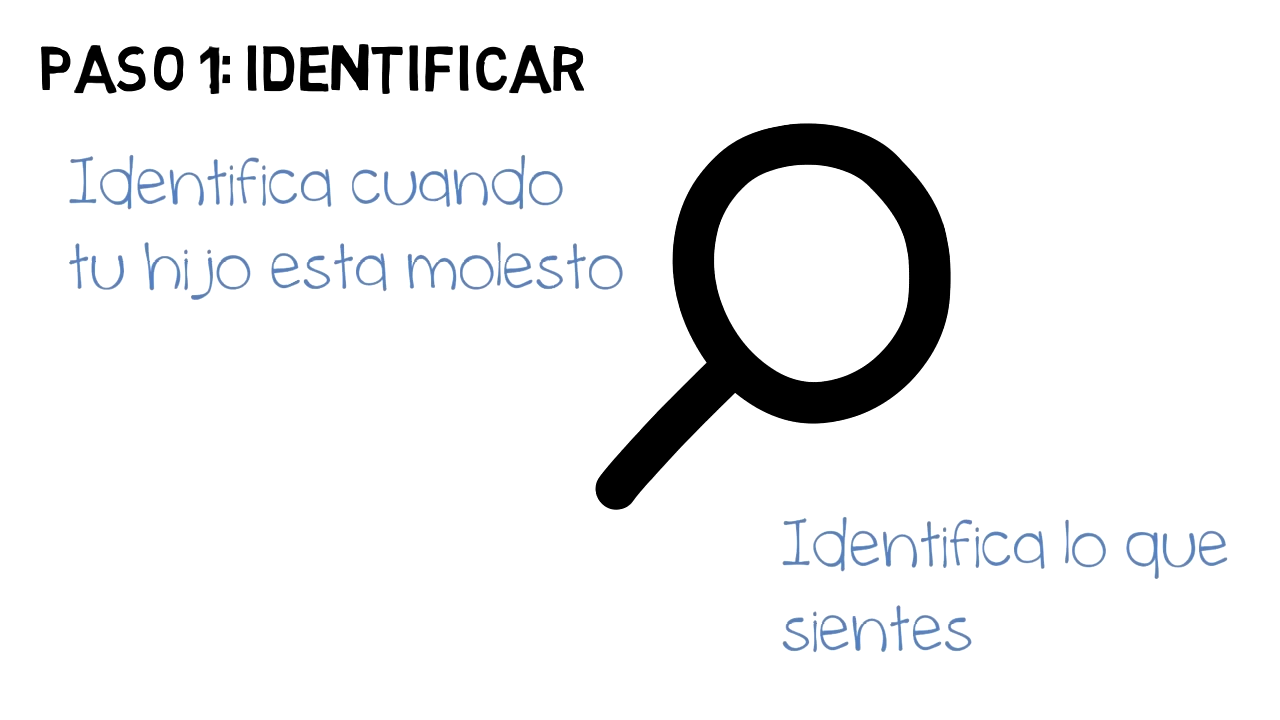 PASO 1: IDENTIFICAR
Identifica cuando
tu hijo esta molesto
Identifica lo que
sientes